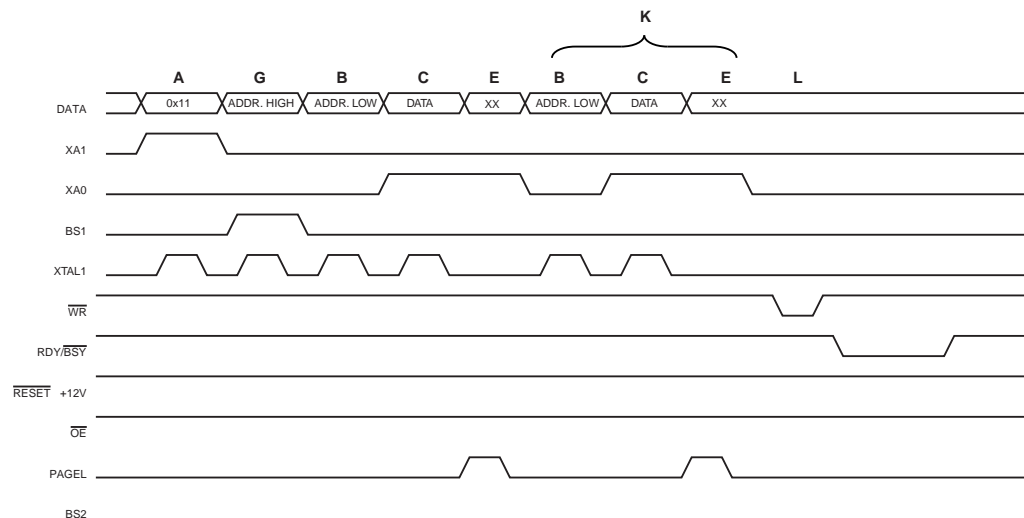 K
A G B C E B C E L
DATA 0x11 ADDR. HIGH ADDR. LOW DATA XX ADDR. LOW DATA XX
XA1
XA0
BS1
XTAL1
WR
RDY/BSY
RESET +12V
OE
PAGEL
BS2